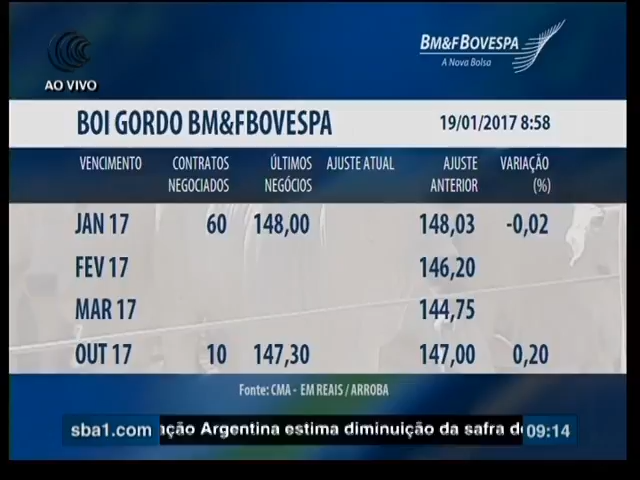 BM&FBOVESPA
A Nova Bolsa
AO VIVO
BOI GORDO BM&FBOVESPA 19/01/2017 8:58
VENCIMENTO CONTRATOS NEGOCIADOS ÚLTIMOS NEGÓCIOS AJUSTE ATUAL AJUSTE ANTERIOR VARIAÇÃO (%)
JAN 17 60 148,00 148,03 -0,02
FEV 17 146,20
MAR 17 144,75
OUT 17 10 147,30 147,00 0,20
Fonte: CMA - EM REAIS / ARROBA
sba1.com ação Argentina estima diminuição da safra de 09:14